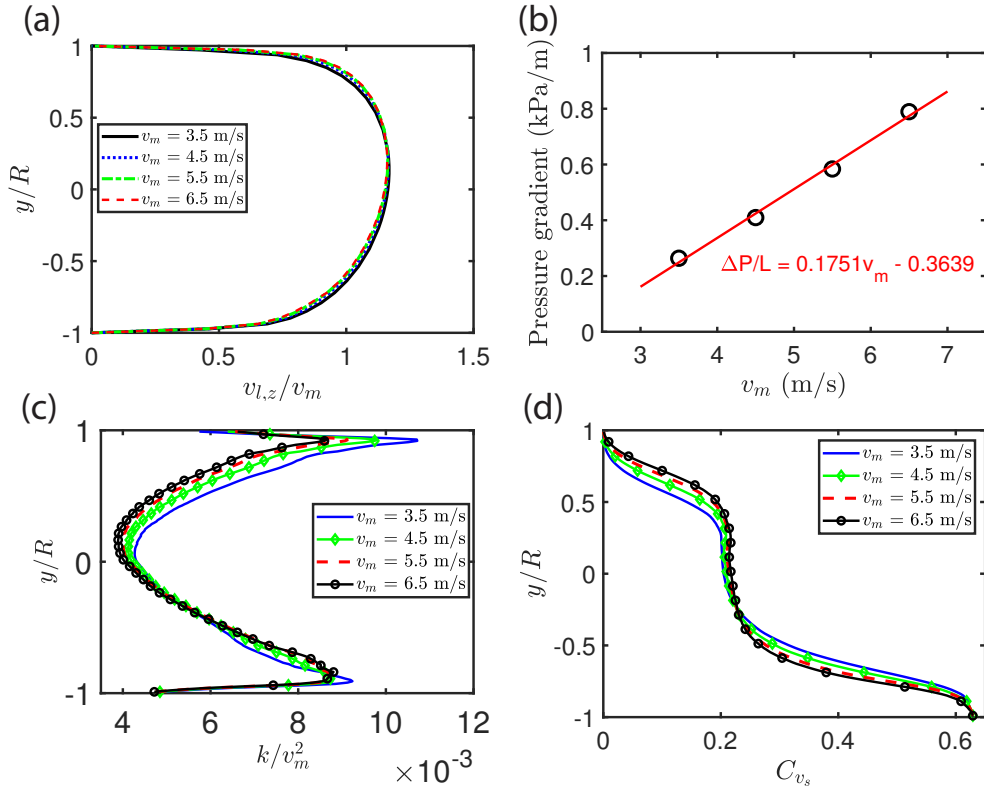 (a)
1
0.5
0
-0.5
-1
y/R
v_m = 3.5 m/s
v_m = 4.5 m/s
v_m = 5.5 m/s
v_m = 6.5 m/s
0
0.5
1
1.5
v_{l,z}/v_m
(b)
1
0.8
0.6
0.4
0.2
0
Pressure gradient (kPa/m)
ΔP/L = 0.1751v_m - 0.3639
3
4
5
6
7
v_m (m/s)
(c)
1
0.5
0
-0.5
-1
y/R
v_m = 3.5 m/s
v_m = 4.5 m/s
v_m = 5.5 m/s
v_m = 6.5 m/s
4
6
8
10
12
×10^{-3}
k/v_m^2
(d)
1
0.5
0
-0.5
-1
y/R
v_m = 3.5 m/s
v_m = 4.5 m/s
v_m = 5.5 m/s
v_m = 6.5 m/s
0
0.2
0.4
0.6
C_{v_s}